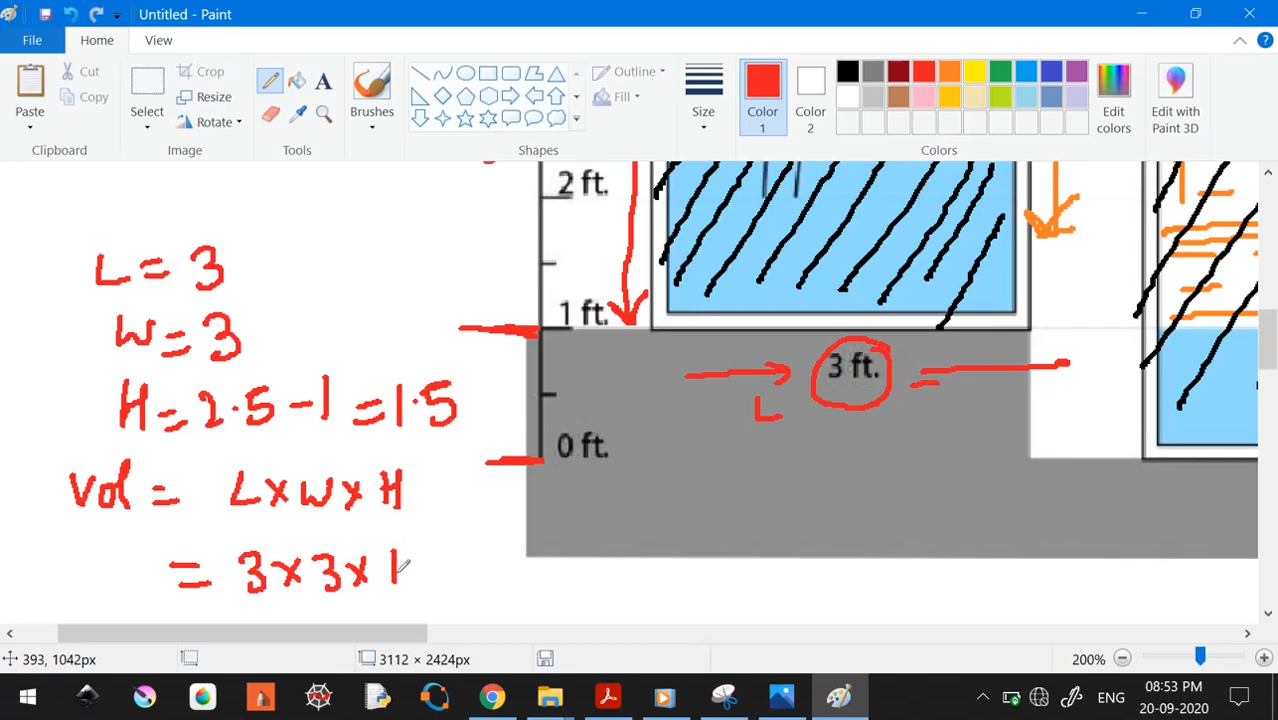 Untitled - Paint
File
Home
View
Paste
Cut
Copy
Clipboard
Select
Crop
Resize
Rotate
Image
Tools
Brushes
Shapes
Outline
Fill
Size
Color 1
Color 2
Edit colors
Edit with Paint 3D
Colors
2 ft.
1 ft.
0 ft.
3 ft.
L
L = 3
W = 3
H = 2.5 - 1 = 1.5
Vol = L x W x H
= 3 x 3 x 1
393, 1042px
3112 × 2424px
200%
ENG
08:53 PM
20-09-2020